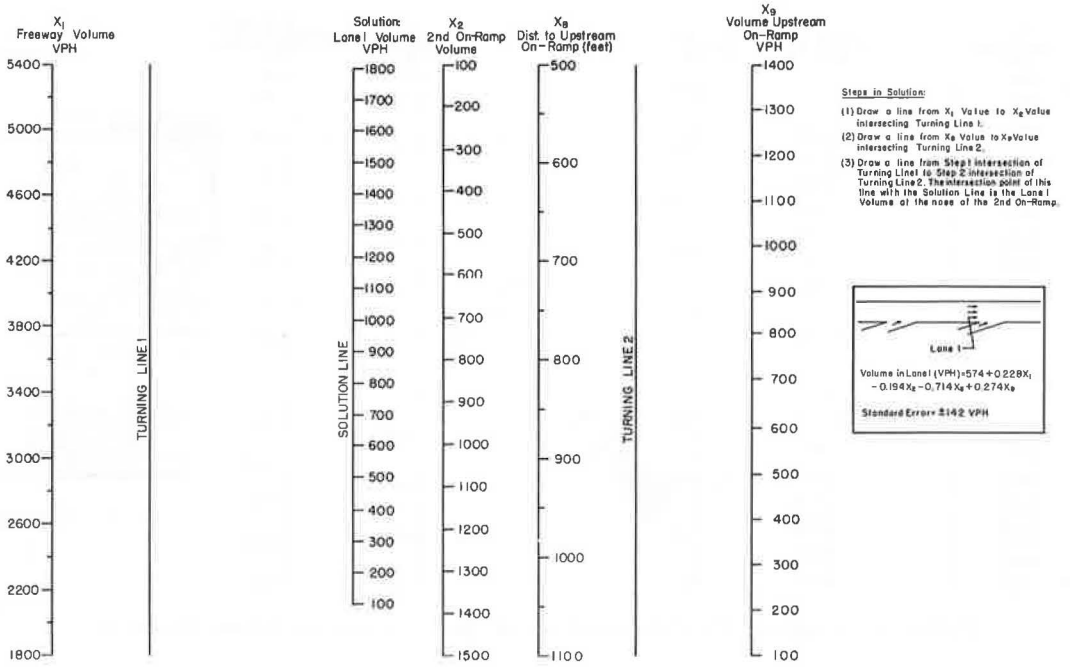 X1
Freeway Volume
VPH
5400
5000
4600
4200
3800
3400
3000
2600
2200
1800
TURNING LINE 1
Solution:
Lane 1 Volume
VPH
1800
1700
1600
1500
1400
1300
1200
1100
1000
900
800
700
600
500
400
300
200
100
SOLUTION LINE
X2
2nd On-Ramp
Volume
100
200
300
400
500
600
700
800
900
1000
1100
1200
1300
1400
1500
X8
Dist. to Upstream
On-Ramp (feet)
500
600
700
800
900
1000
1100
TURNING LINE 2
X9
Volume Upstream
On-Ramp
VPH
1400
1300
1200
1100
1000
900
800
700
600
500
400
300
200
100
Steps in Solution:
(1) Draw a line from X1 Value to X2 Value
intersecting Turning Line 1.
(2) Draw a line from X8 Value to X9 Value
intersecting Turning Line 2.
(3) Draw a line from Step 1 intersection of
Turning Line 1 to Step 2 intersection of
Turning Line 2. The intersection point of this
line with the Solution Line is the Lane 1
Volume at the nose of the 2nd On-Ramp.
Lane 1
Volume in Lane 1 (VPH)=574+0.228X1
-0.194X2-0.714X8+0.274X9
Standard Error= ±142 VPH